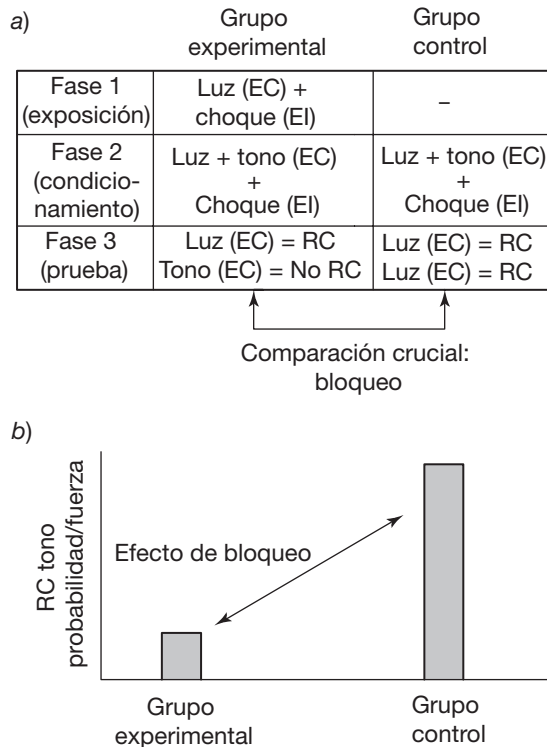 a)
Grupo
experimental
Grupo
control
Fase 1
(exposición)
Luz (EC) +
choque (EI)
–
Fase 2
(condicio-
namiento)
Luz + tono (EC)
+
Choque (EI)
Luz + tono (EC)
+
Choque (EI)
Fase 3
(prueba)
Luz (EC) = RC
Tono (EC) = No RC
Luz (EC) = RC
Luz (EC) = RC
Comparación crucial:
bloqueo
b)
RC tono
probabilidad/fuerza
Efecto de bloqueo
Grupo
experimental
Grupo
control